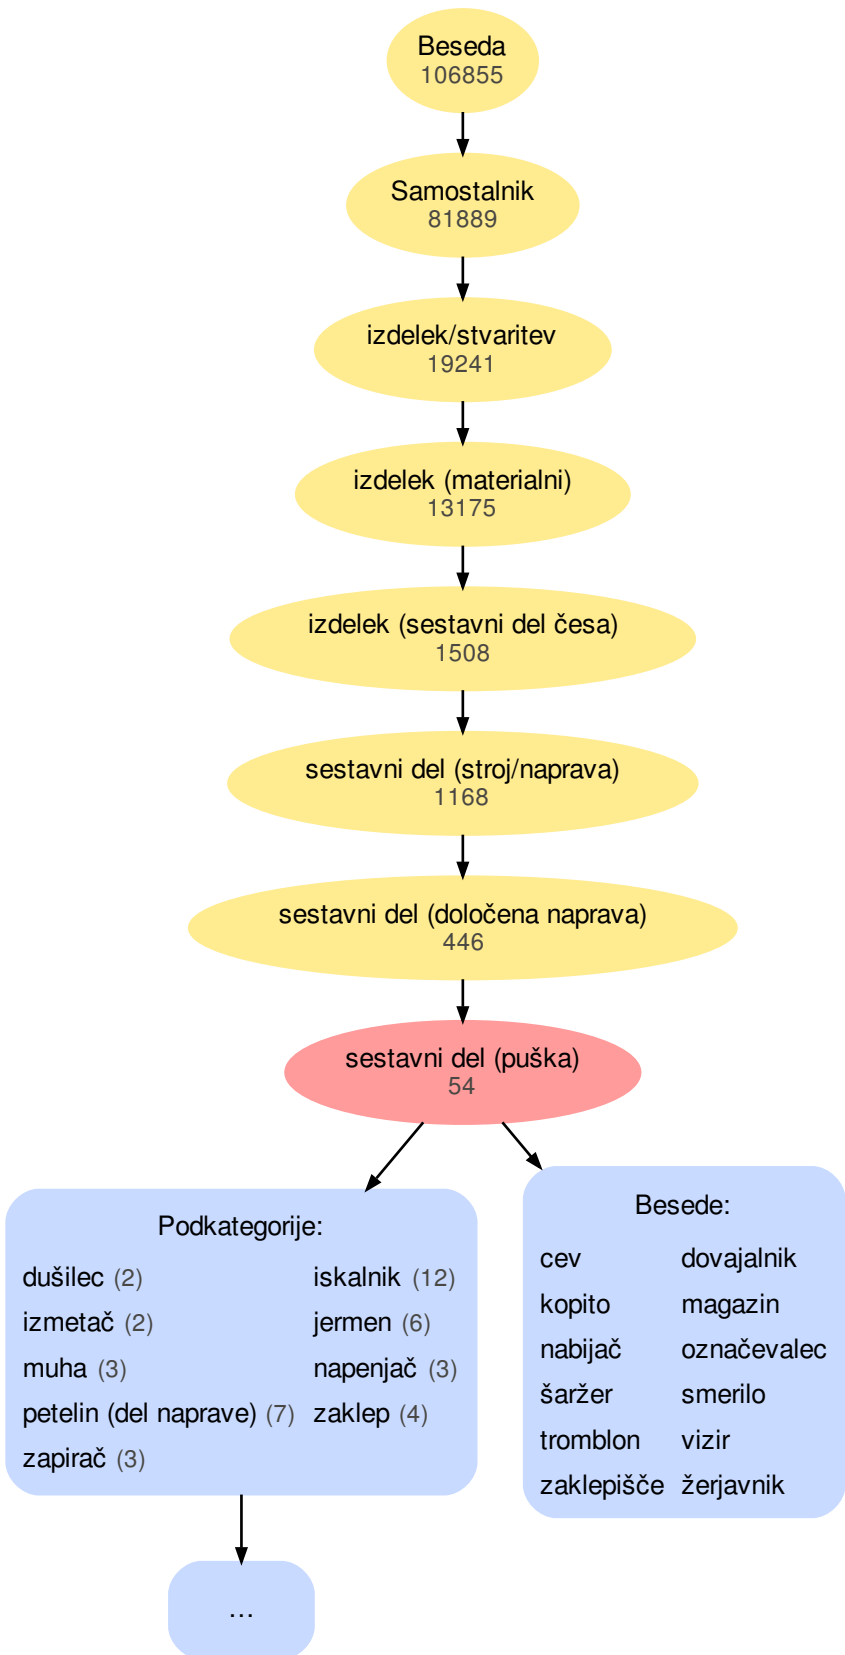 Beseda
106855
Samostalnik
81889
izdelek/stvaritev
19241
izdelek (materialni)
13175
izdelek (sestavni del česa)
1508
sestavni del (stroj/naprava)
1168
sestavni del (določena naprava)
446
sestavni del (puška)
54
Podkategorije:
dušilec (2) iskalnik (12)
izmetač (2) jermen (6)
muha (3) napenjač (3)
petelin (del naprave) (7) zaklep (4)
zapirač (3)
...
Besede:
cev dovajalnik
kopito magazin
nabijač označevalec
šaržer smerilo
tromblon vizir
zaklepišče žerjavnik